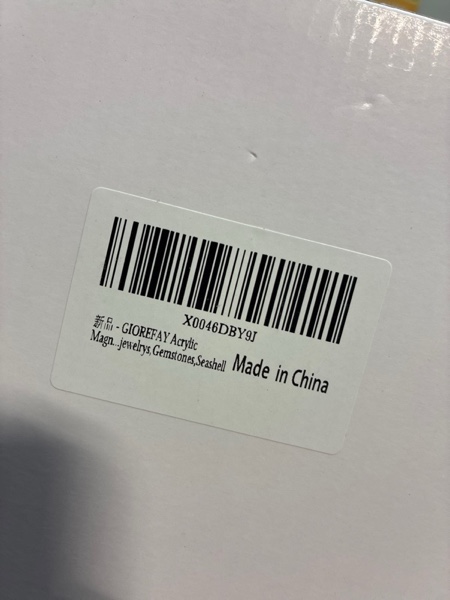 X0046DBY9J
新品 - GIOREFAY Acrylic
Magn...jewelrys,Gemstones,Seashell
Made in China